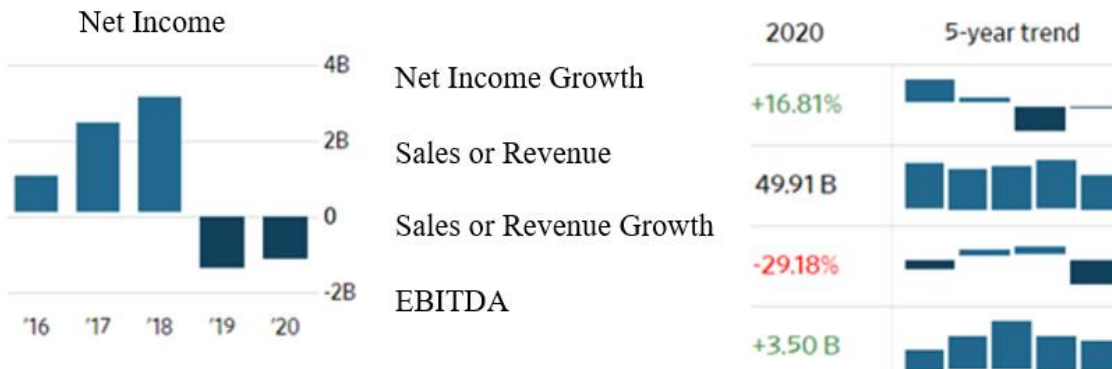 Net Income
4B
2B
0
-2B
'16 '17 '18 '19 '20
2020 5-year trend
Net Income Growth +16.81%
Sales or Revenue 49.91 B
Sales or Revenue Growth -29.18%
EBITDA +3.50 B